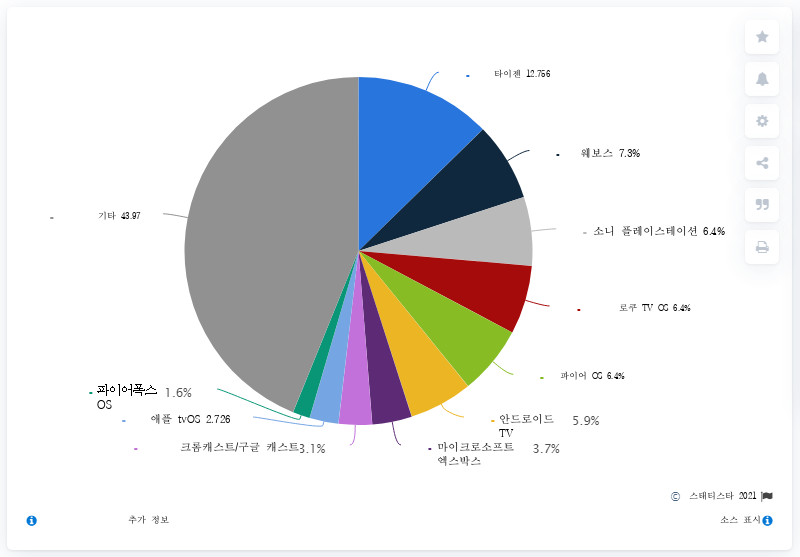 타이젠 12.756
웨보스 7.3%
기타 43.97
소니 플레이스테이션 6.4%
로쿠 TV OS 6.4%
파이어 OS 6.4%
파이어폭스 1.6%
OS
애플 tvOS 2.726
안드로이드 5.9%
TV
크롬캐스트/구글 캐스트3.1%
마이크로소프트 3.7%
엑스박스
© 스태티스타 2021
추가 정보
소스 표시